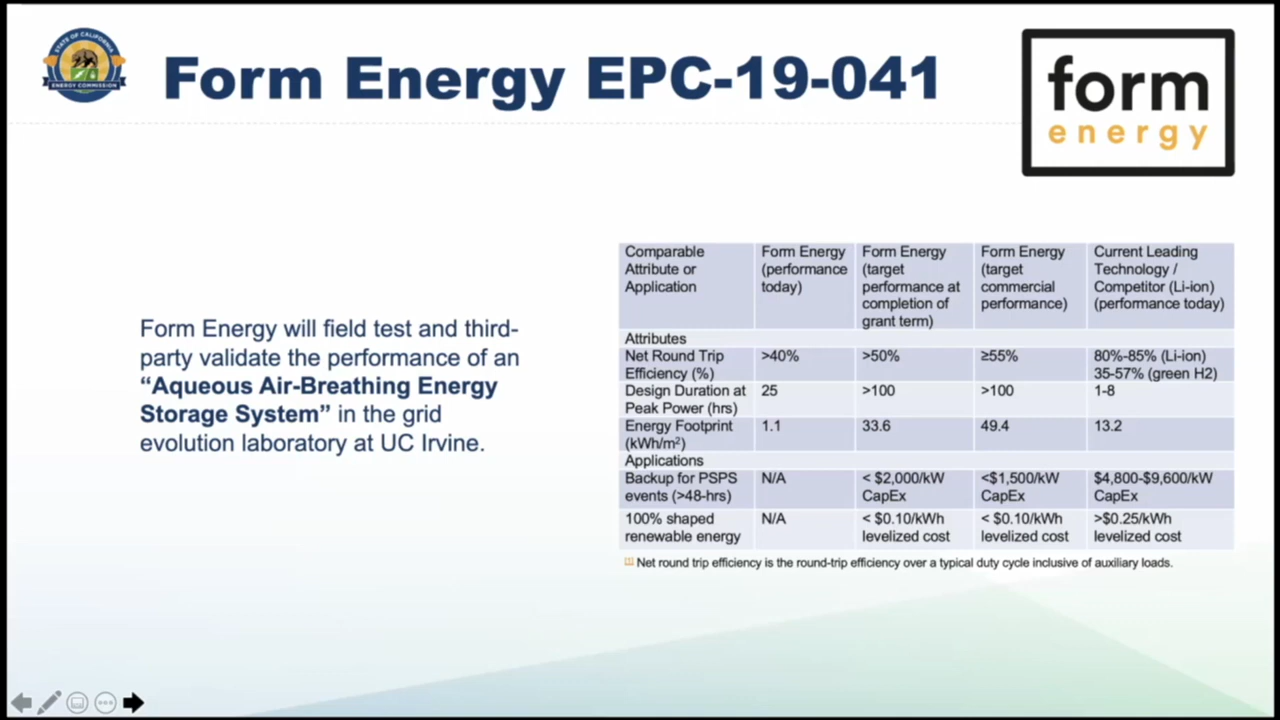 STATE OF CALIFORNIA
ENERGY COMMISSION
Form Energy EPC-19-041
form
energy
Form Energy will field test and third-
party validate the performance of an
“Aqueous Air-Breathing Energy
Storage System” in the grid
evolution laboratory at UC Irvine.
Comparable
Attribute or
Application
Form Energy
(performance
today)
Form Energy
(target
performance at
completion of
grant term)
Form Energy
(target
commercial
performance)
Current Leading
Technology /
Competitor (Li-ion)
(performance today)
Attributes
Net Round Trip
Efficiency (%)
>40%
>50%
≥55%
80%-85% (Li-ion)
35-57% (green H2)
Design Duration at
Peak Power (hrs)
25
>100
>100
1-8
Energy Footprint
(kWh/m²)
1.1
33.6
49.4
13.2
Applications
Backup for PSPS
events (>48-hrs)
N/A
< $2,000/kW
CapEx
<$1,500/kW
CapEx
$4,800-$9,600/kW
CapEx
100% shaped
renewable energy
N/A
< $0.10/kWh
levelized cost
< $0.10/kWh
levelized cost
>$0.25/kWh
levelized cost
[1] Net round trip efficiency is the round-trip efficiency over a typical duty cycle inclusive of auxiliary loads.